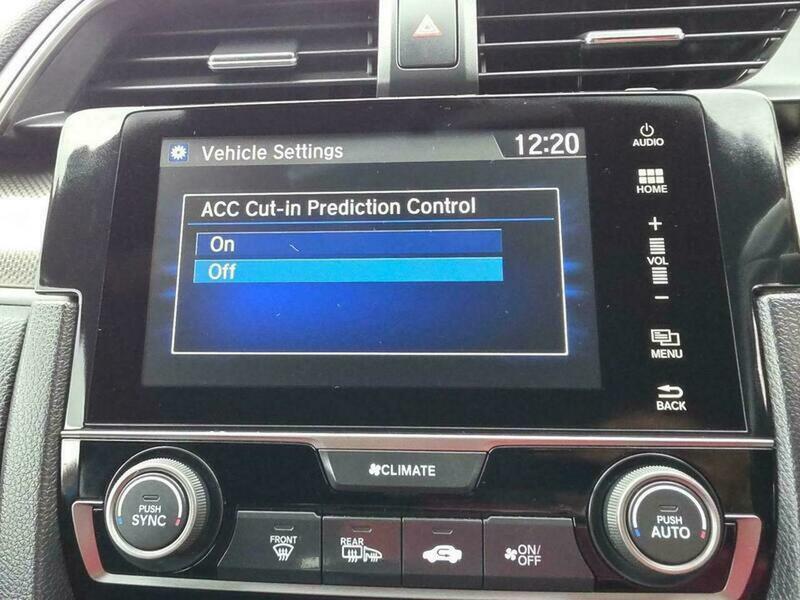 Vehicle Settings
12:20
ACC Cut-in Prediction Control
On
Off
AUDIO
HOME
+
VOL
−
MENU
BACK
CLIMATE
PUSH
SYNC
FRONT
REAR
ON/
OFF
PUSH
AUTO